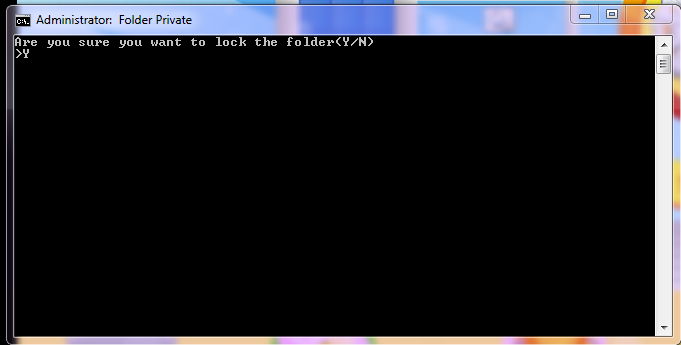 Administrator: Folder Private
Are you sure you want to lock the folder(Y/N)
>Y